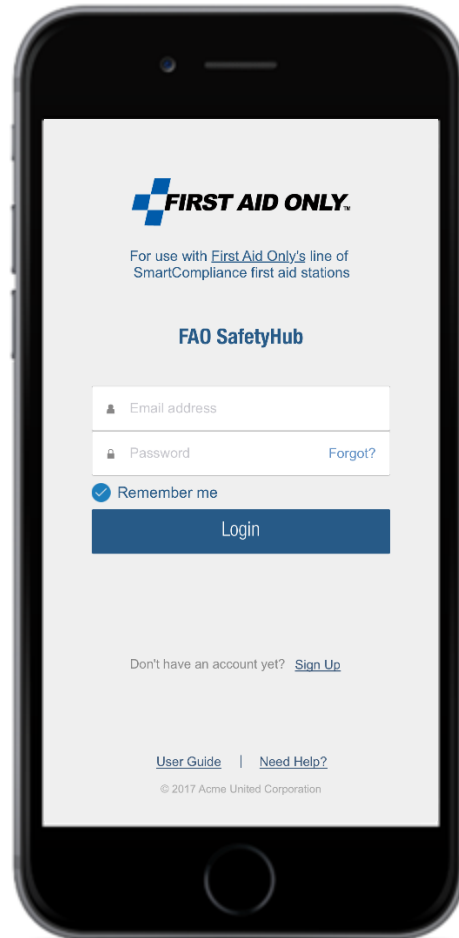 FIRST AID ONLY™
For use with First Aid Only's line of
SmartCompliance first aid stations
FAO SafetyHub
Email address
Password Forgot?
Remember me
Login
Don't have an account yet? Sign Up
User Guide | Need Help?
© 2017 Acme United Corporation